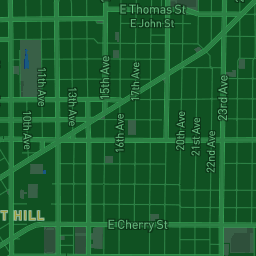 E Thomas St
E John St
15th Ave
17th Ave
11th Ave
13th Ave
10th Ave
16th Ave
20th Ave
21st Ave
22nd Ave
23rd Ave
T HILL
E Cherry St